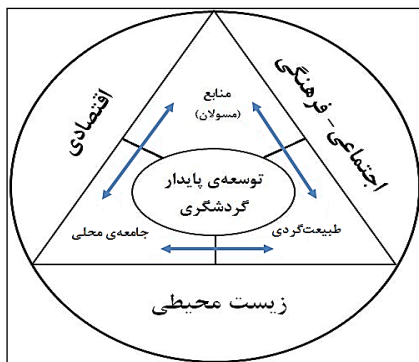 منابع
(مسولان)
اقتصادی
اجتماعی - فرهنگی
توسعه‌ی پایدار
گردشگری
طبیعت‌گردی
جامعه‌ی محلی
زیست محیطی